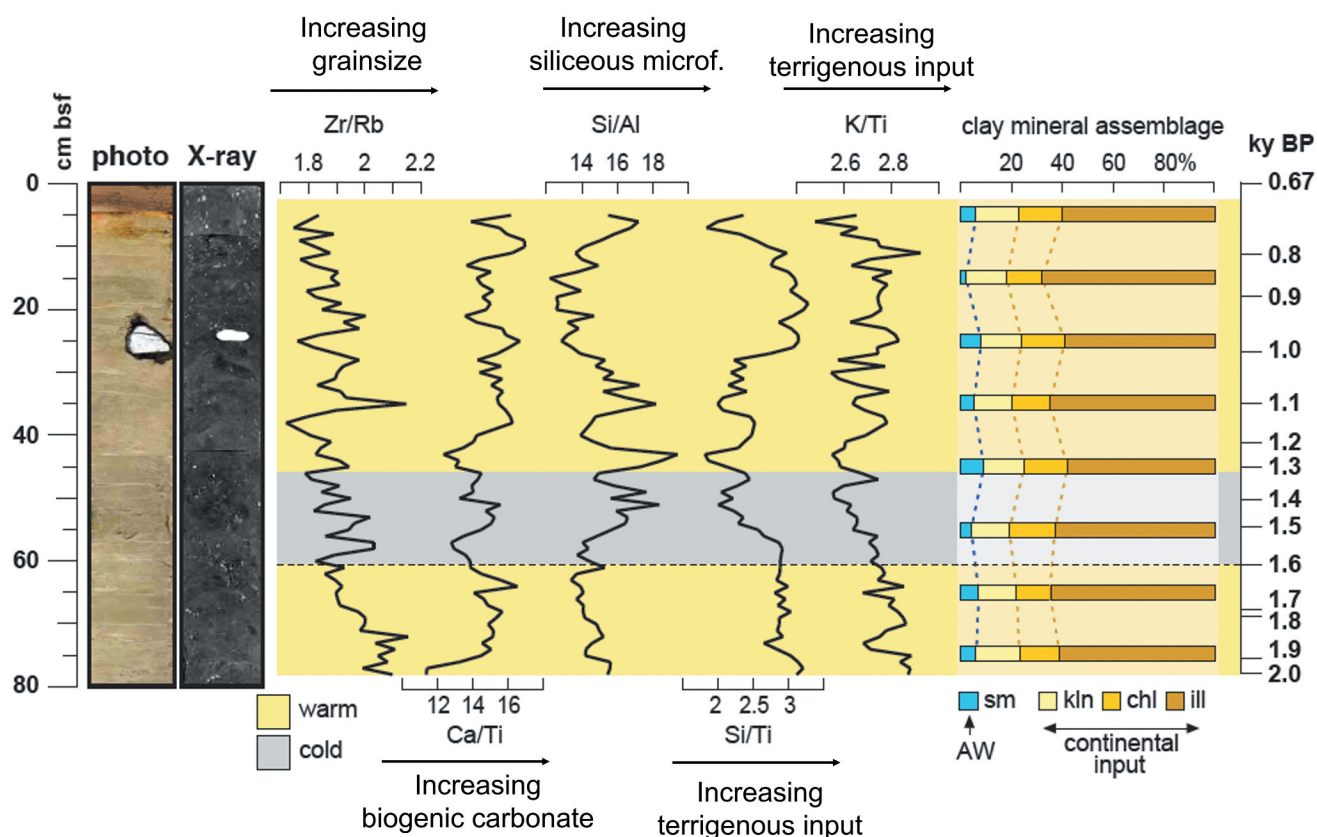 Increasing
grainsize
Increasing
siliceous microf.
Increasing
terrigenous input
cm bsf
photo
X-ray
Zr/Rb
1.8 2 2.2
Si/Al
14 16 18
K/Ti
2.6 2.8
clay mineral assemblage
20 40 60 80%
ky BP
0
20
40
60
80
0.67
0.8
0.9
1.0
1.1
1.2
1.3
1.4
1.5
1.6
1.7
1.8
1.9
2.0
warm
cold
12 14 16
Ca/Ti
Increasing
biogenic carbonate
2 2.5 3
Si/Ti
Increasing
terrigenous input
sm kln chl ill
AW
continental
input